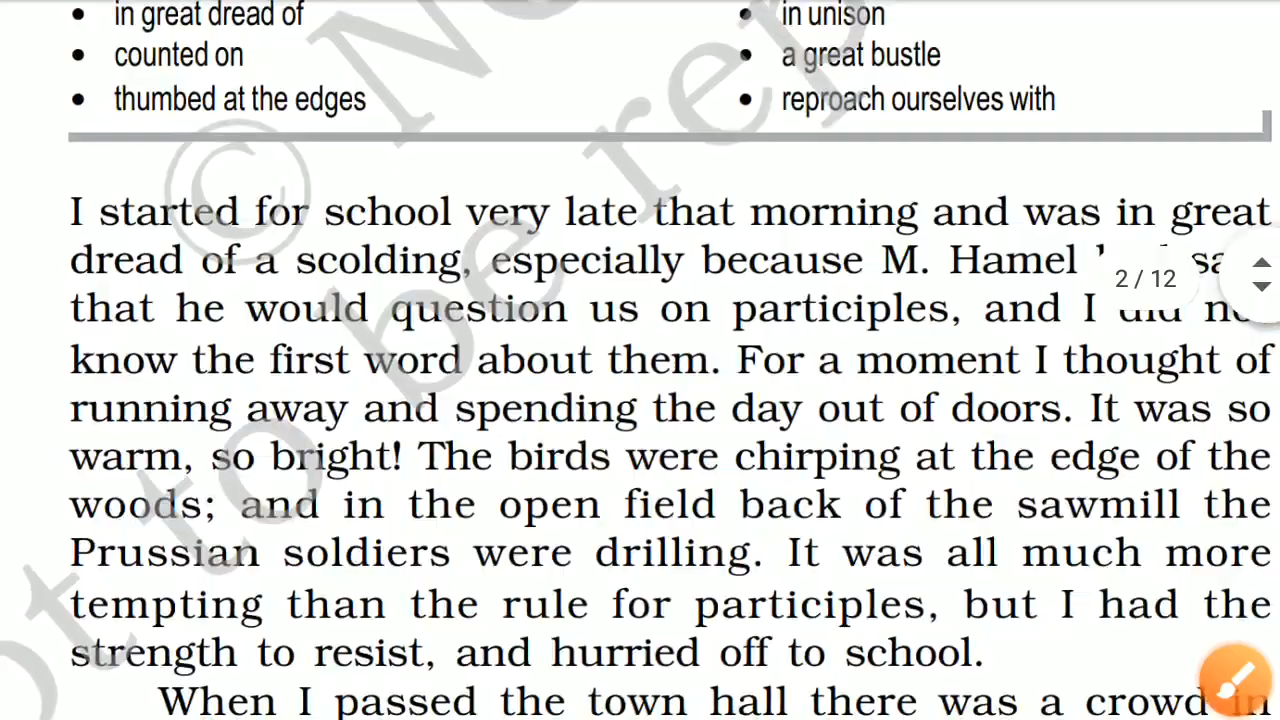 in great dread of
in unison
counted on
a great bustle
thumbed at the edges
reproach ourselves with
I started for school very late that morning and was in great
dread of a scolding, especially because M. Hamel
that he would question us on participles, and I did
know the first word about them. For a moment I thought of
running away and spending the day out of doors. It was so
warm, so bright! The birds were chirping at the edge of the
woods; and in the open field back of the sawmill the
Prussian soldiers were drilling. It was all much more
tempting than the rule for participles, but I had the
strength to resist, and hurried off to school.
When I passed the town hall there was a crowd in
2 / 12
© N
not to be rep